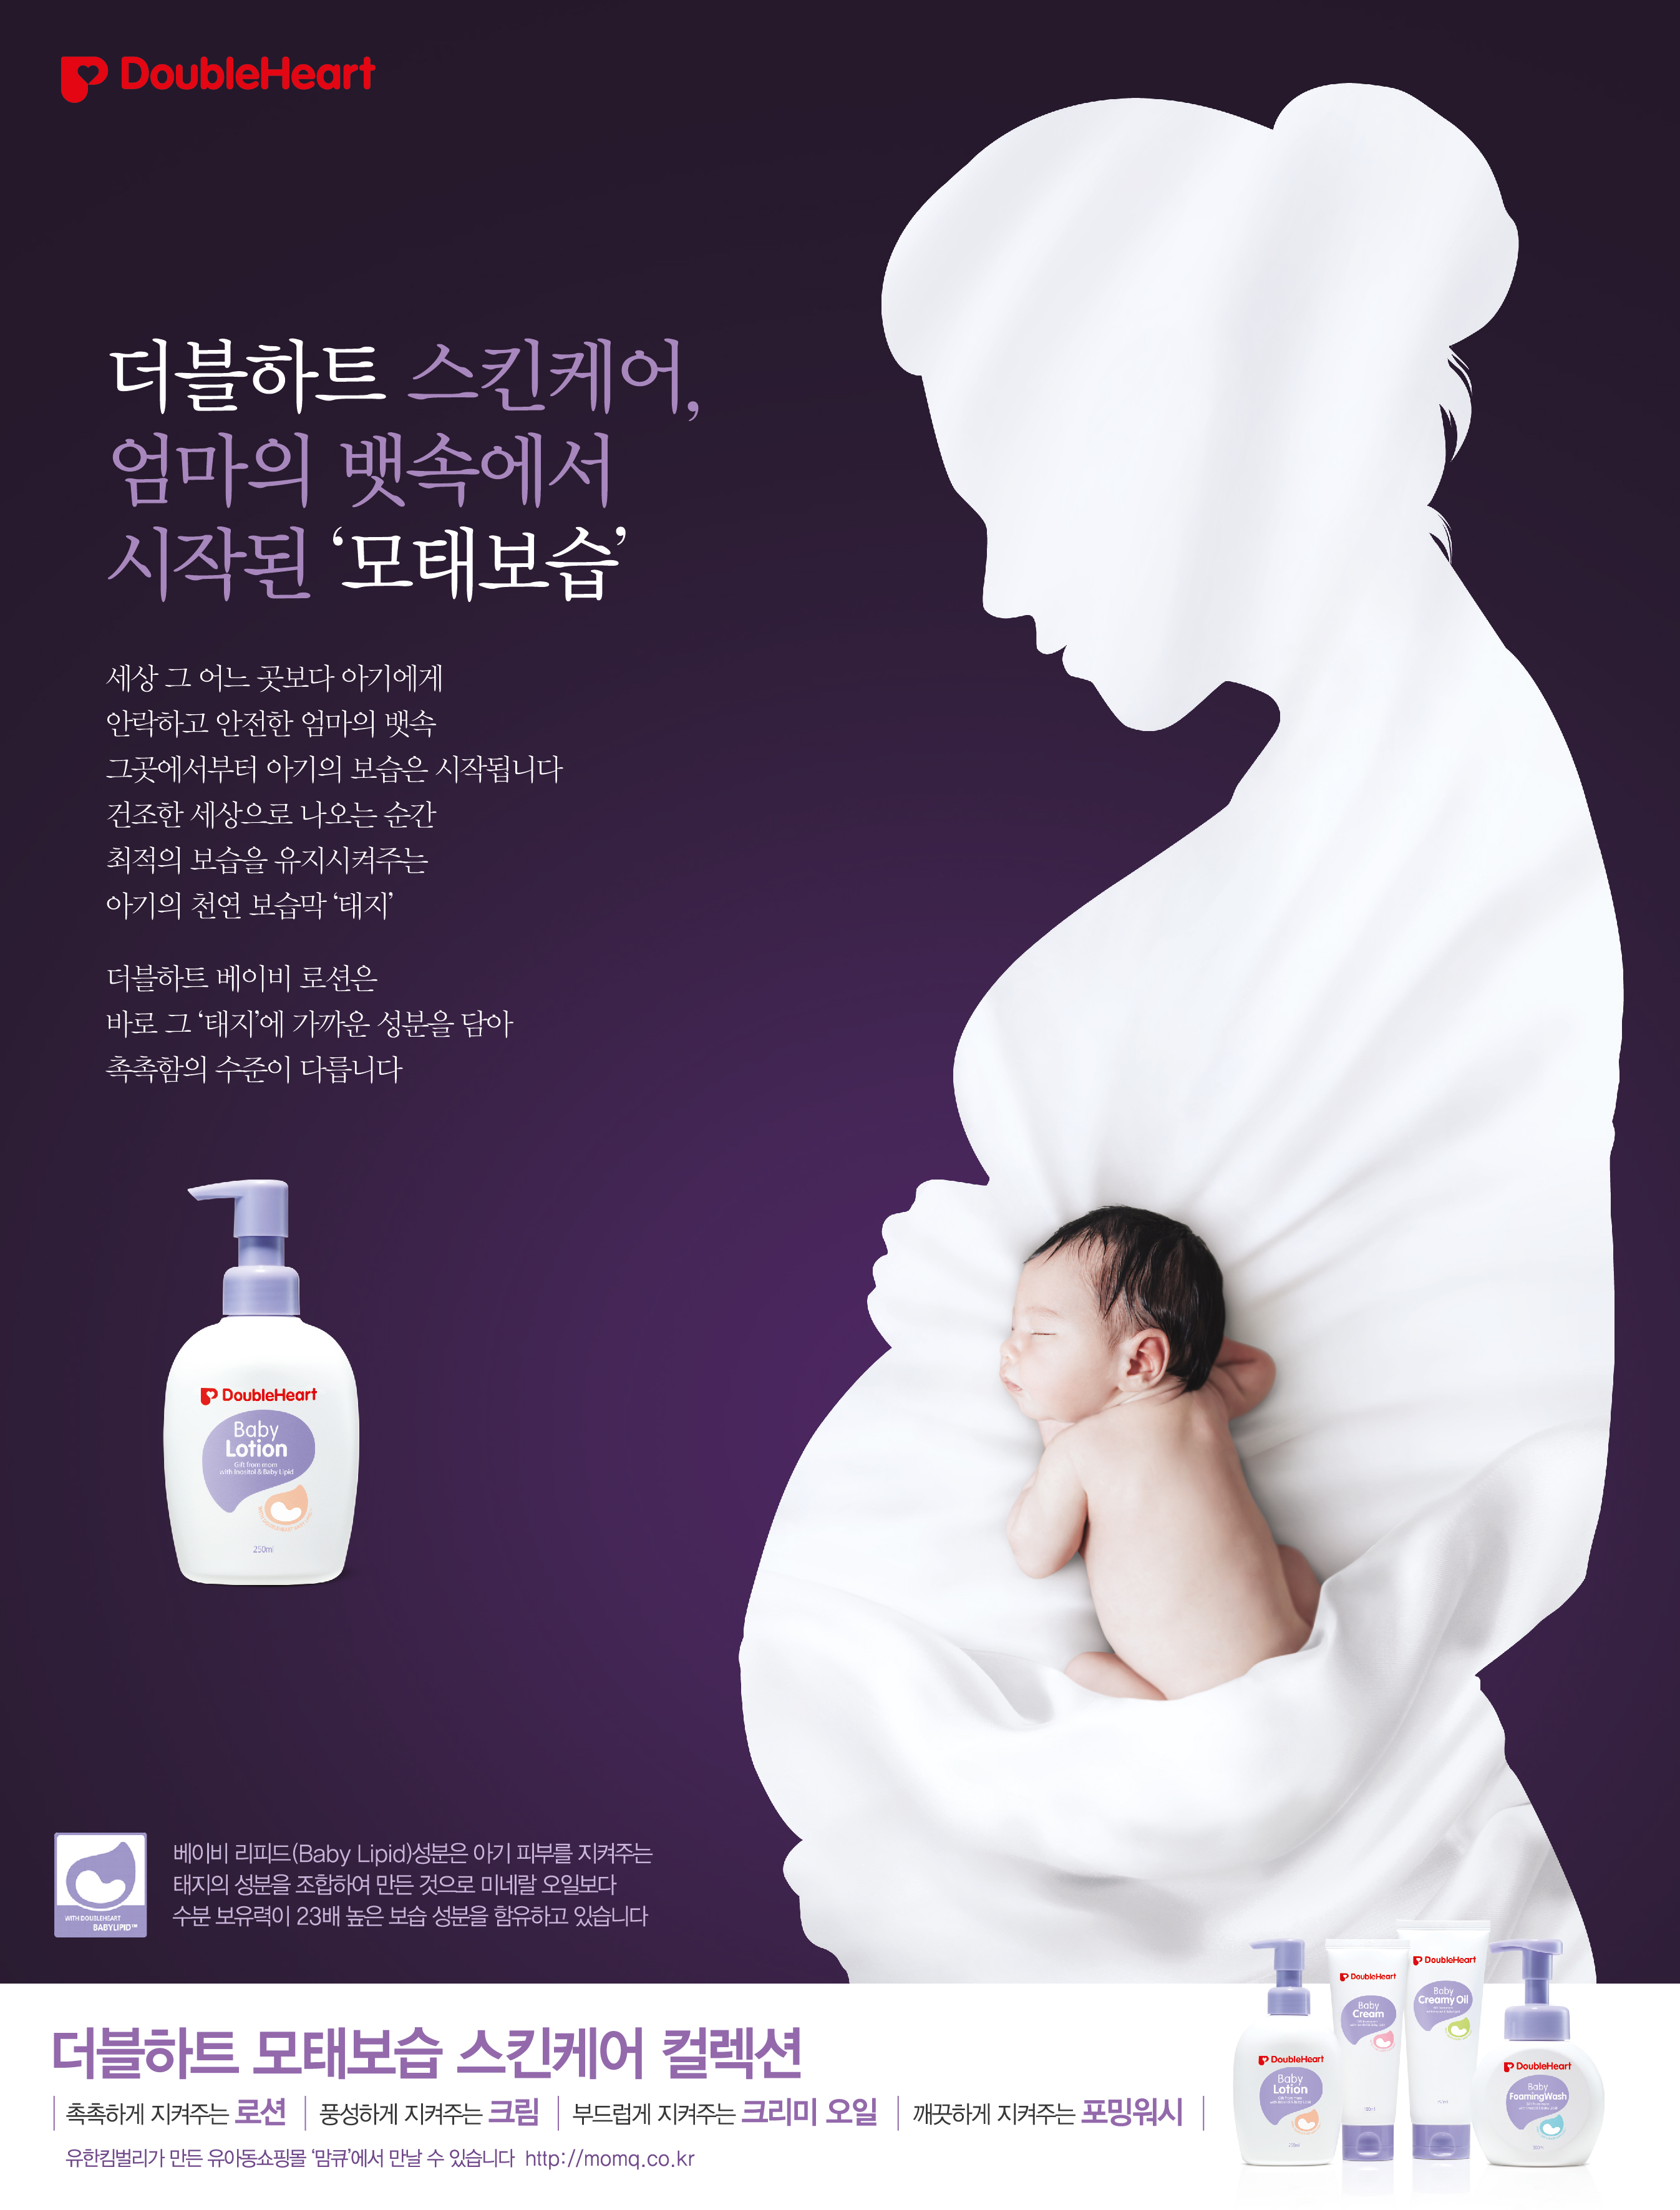 DoubleHeart
더블하트 스킨케어,
엄마의 뱃속에서
시작된 ‘모태보습’
세상 그 어느 곳보다 아기에게
안락하고 안전한 엄마의 뱃속
그곳에서부터 아기의 보습은 시작됩니다
건조한 세상으로 나오는 순간
최적의 보습을 유지시켜주는
아기의 천연 보습막 ‘태지’
더블하트 베이비 로션은
바로 그 ‘태지’에 가까운 성분을 담아
촉촉함의 수준이 다릅니다
DoubleHeart
Baby
Lotion
Gift from mom
with Inositol & Baby Lipid
250ml
WITH DOUBLEHEART
BABYLIPID™
베이비 리피드(Baby Lipid)성분은 아기 피부를 지켜주는
태지의 성분을 조합하여 만든 것으로 미네랄 오일보다
수분 보유력이 23배 높은 보습 성분을 함유하고 있습니다
더블하트 모태보습 스킨케어 컬렉션
촉촉하게 지켜주는 로션 | 풍성하게 지켜주는 크림 | 부드럽게 지켜주는 크리미 오일 | 깨끗하게 지켜주는 포밍워시
유한킴벌리가 만든 유아동쇼핑몰 ‘맘큐’에서 만날 수 있습니다 http://momq.co.kr
DoubleHeart
Baby
Lotion
DoubleHeart
Baby
Cream
DoubleHeart
Baby
Creamy Oil
DoubleHeart
Baby
FoamingWash